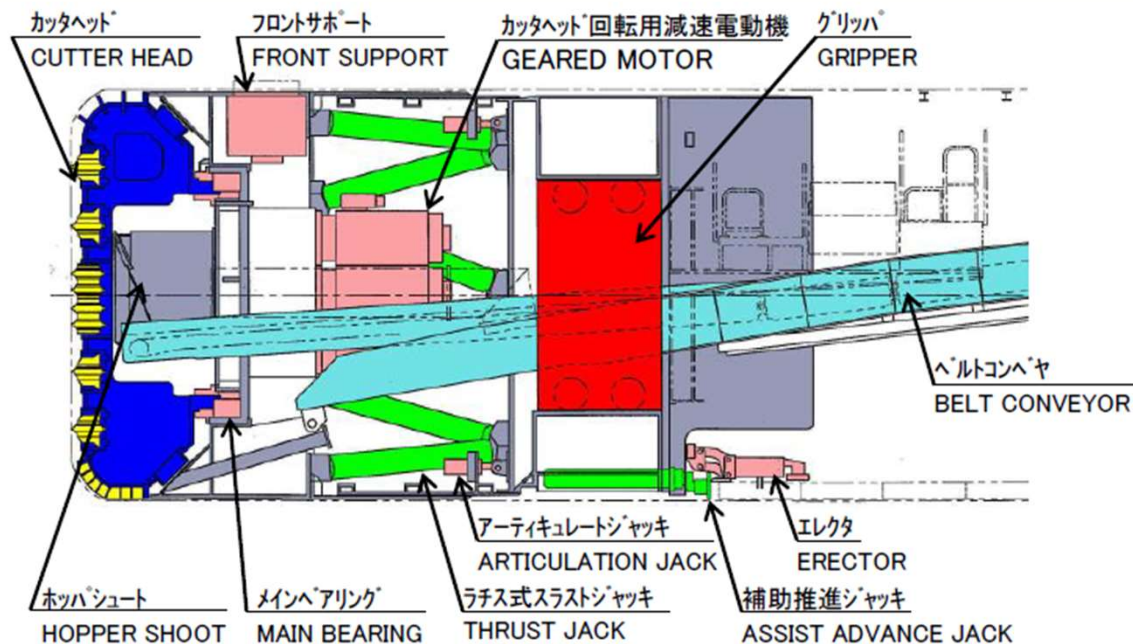 カッタヘッド
CUTTER HEAD
フロントサポート
FRONT SUPPORT
カッタヘッド回転用減速電動機
GEARED MOTOR
グリッパ
GRIPPER
ベルトコンベヤ
BELT CONVEYOR
アーティキュレートジャッキ
ARTICULATION JACK
エレクタ
ERECTOR
ホッパシュート
HOPPER SHOOT
メインベアリング
MAIN BEARING
ラチス式スラストジャッキ
THRUST JACK
補助推進ジャッキ
ASSIST ADVANCE JACK